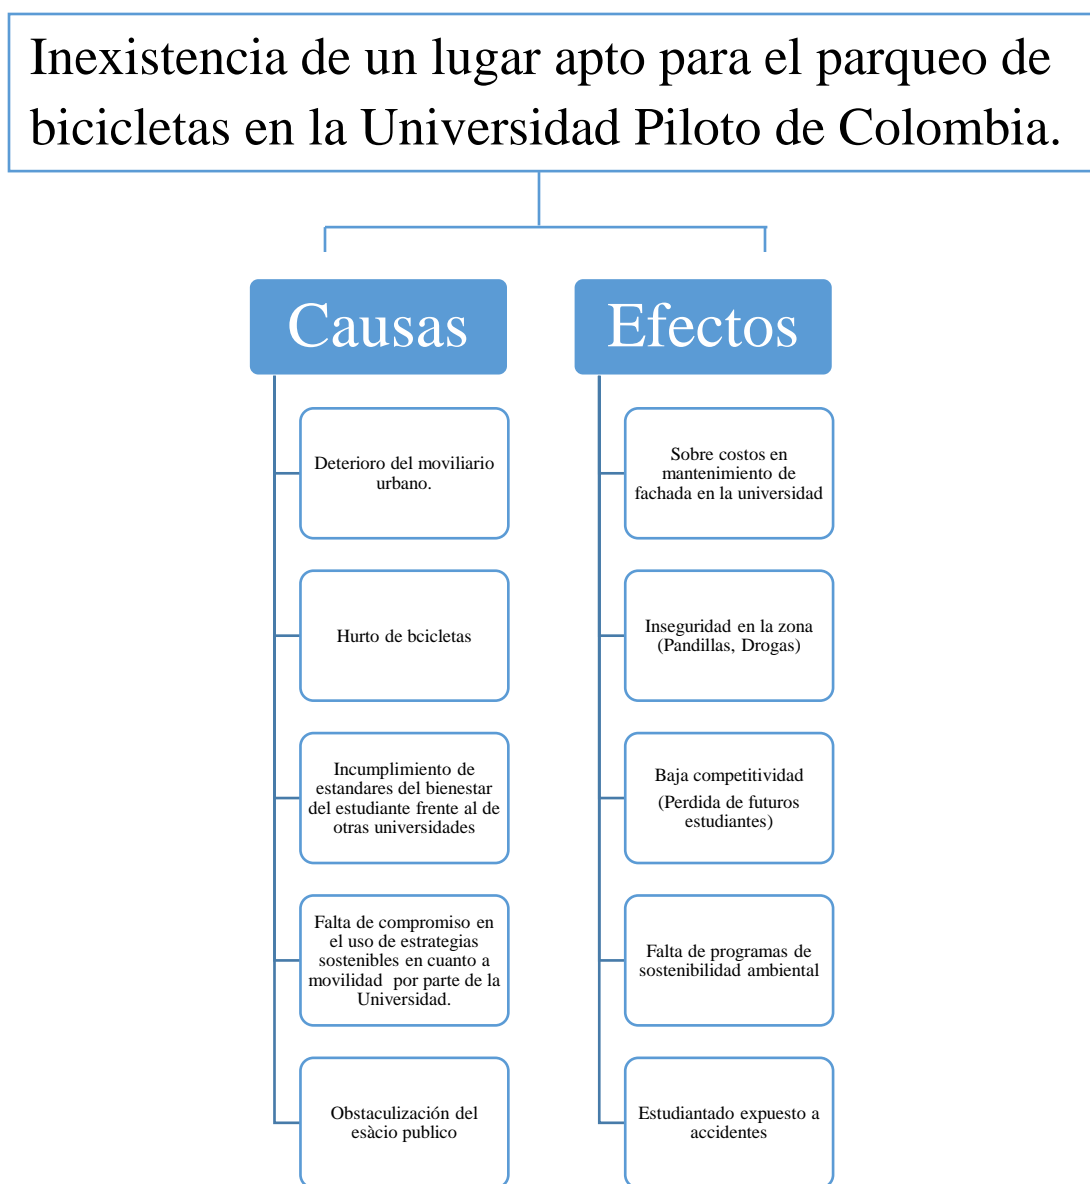 Inexistencia de un lugar apto para el parqueo de
bicicletas en la Universidad Piloto de Colombia.
Causas
Deterioro del moviliario
urbano.
Hurto de bcicletas
Incumplimiento de
estandares del bienestar
del estudiante frente al de
otras universidades
Falta de compromiso en
el uso de estrategias
sostenibles en cuanto a
movilidad por parte de la
Universidad.
Obstaculización del
esàcio publico
Efectos
Sobre costos en
mantenimiento de
fachada en la universidad
Inseguridad en la zona
(Pandillas, Drogas)
Baja competitividad
(Perdida de futuros
estudiantes)
Falta de programas de
sostenibilidad ambiental
Estudiantado expuesto a
accidentes